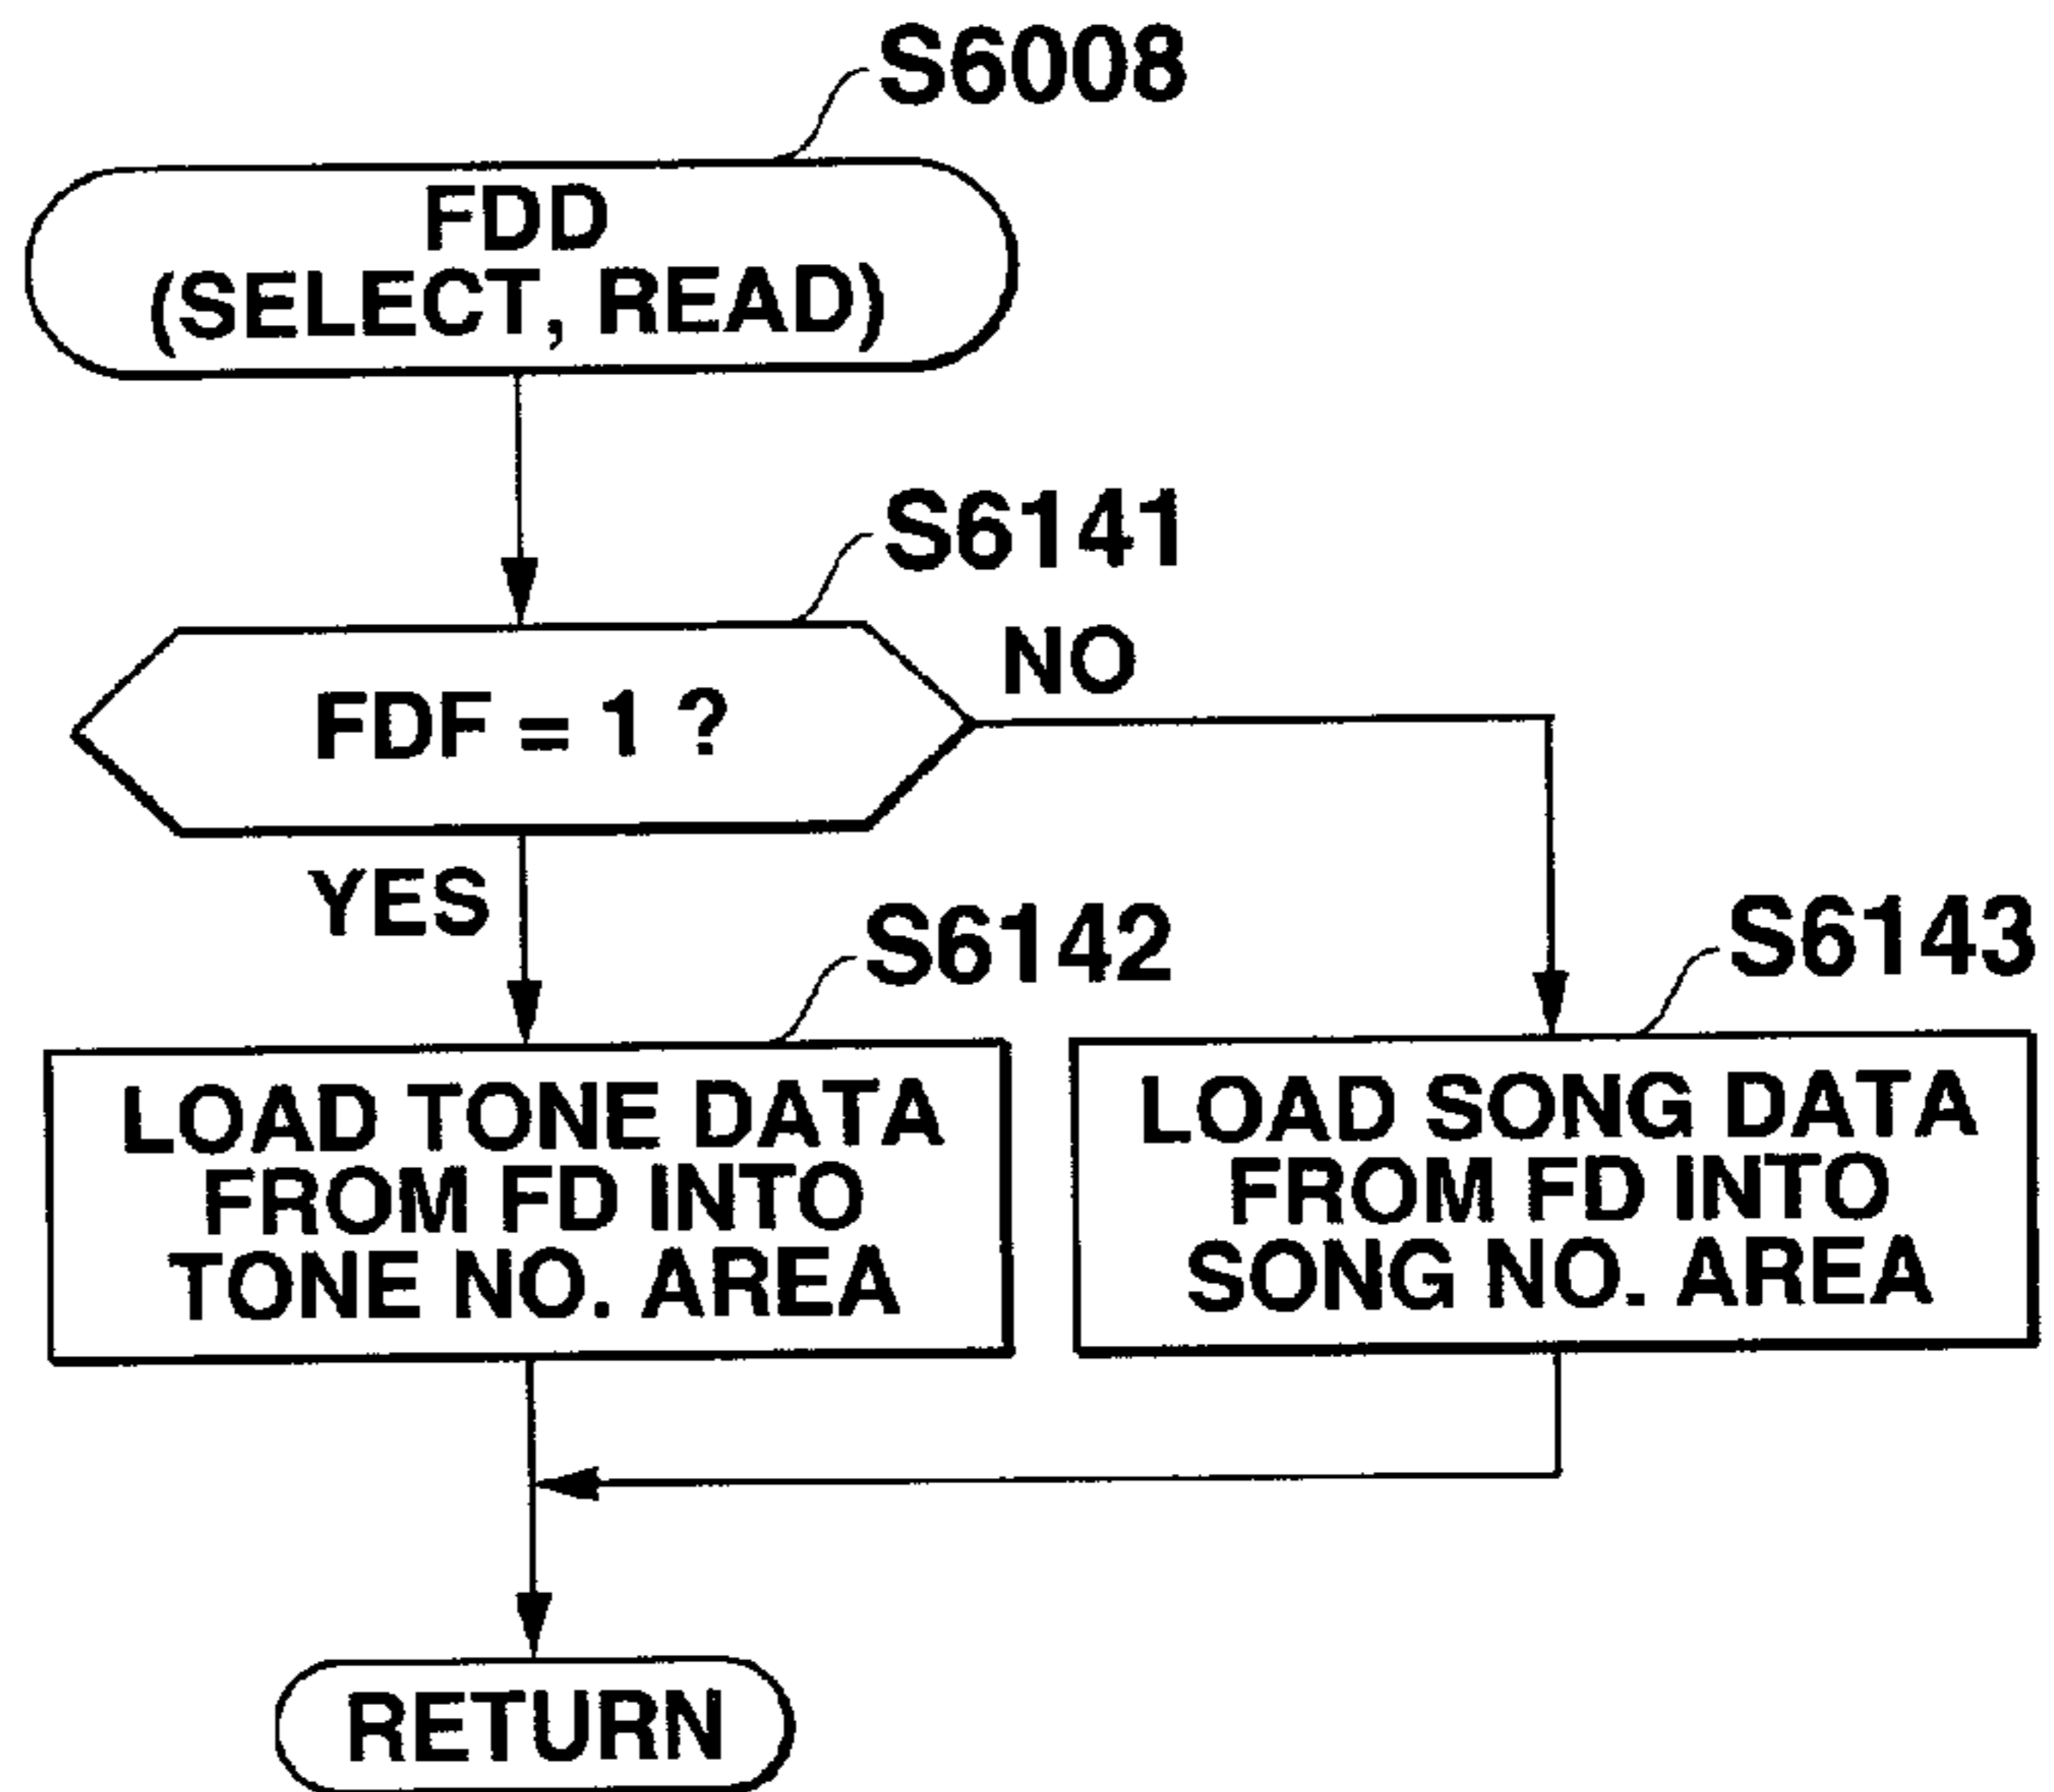 S6008
FDD
(SELECT, READ)
S6141
FDF = 1 ?
NO
YES
S6142
S6143
LOAD TONE DATA
FROM FD INTO
TONE NO. AREA
LOAD SONG DATA
FROM FD INTO
SONG NO. AREA
RETURN